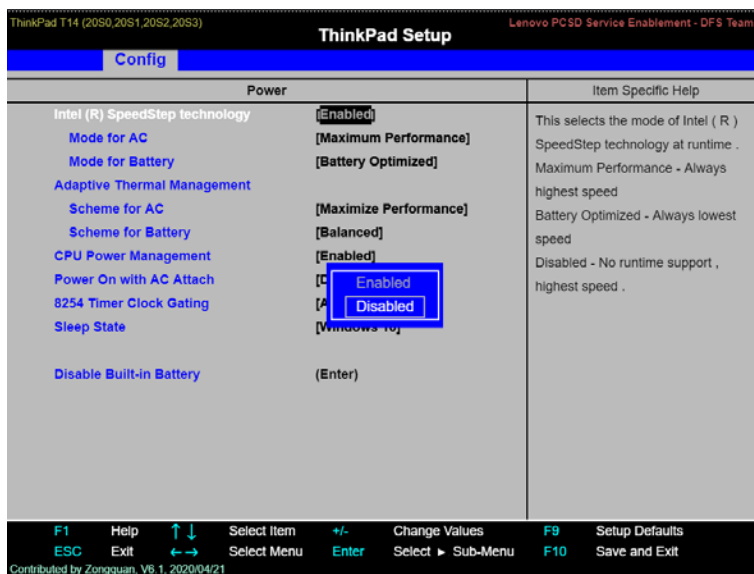 ThinkPad T14 (20S0,20S1,20S2,20S3)
Lenovo PCSD Service Enablement - DFS Team
ThinkPad Setup
Config
Power
Item Specific Help
Intel (R) SpeedStep technology [Enabled]
Mode for AC [Maximum Performance]
Mode for Battery [Battery Optimized]
Adaptive Thermal Management
Scheme for AC [Maximize Performance]
Scheme for Battery [Balanced]
CPU Power Management [Enabled]
Power On with AC Attach [D
8254 Timer Clock Gating [A
Sleep State [Windows 10]
Disable Built-in Battery (Enter)
Enabled
Disabled
This selects the mode of Intel ( R )
SpeedStep technology at runtime .
Maximum Performance - Always
highest speed
Battery Optimized - Always lowest
speed
Disabled - No runtime support ,
highest speed .
F1 Help ↑ ↓ Select Item +/- Change Values F9 Setup Defaults
ESC Exit ← → Select Menu Enter Select ► Sub-Menu F10 Save and Exit
Contributed by Zongquan, V6.1, 2020/04/21